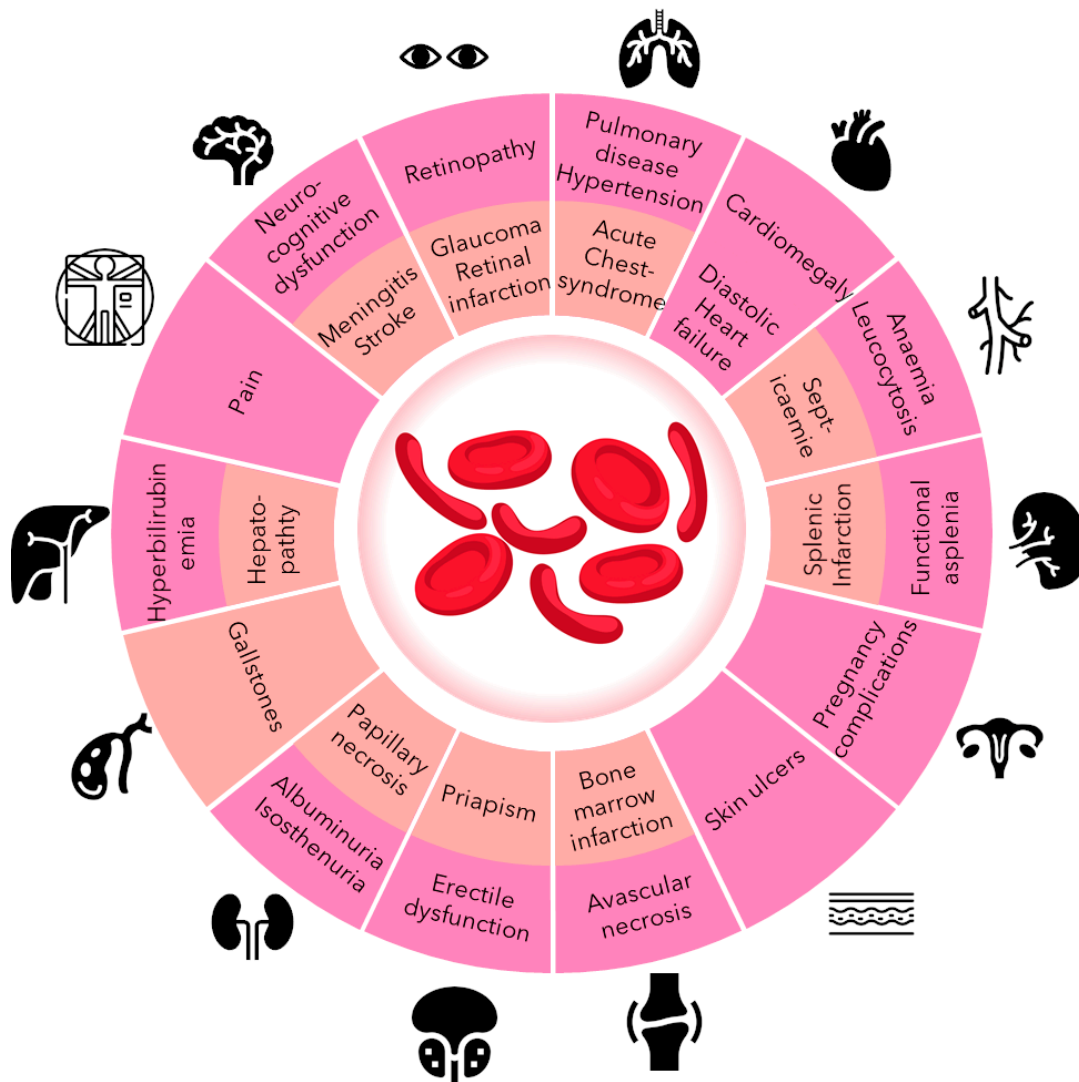 Retinopathy
Glaucoma
Retinal
infarction
Pulmonary
disease
Hypertension
Acute
Chest-
syndrome
Cardiomegaly
Diastolic
Heart
failure
Anaemia
Leucocytosis
Sept-
icaemie
Functional
asplenia
Splenic
Infarction
Pregnancy
complications
Skin ulcers
Bone
marrow
infarction
Avascular
necrosis
Priapism
Erectile
dysfunction
Papillary
necrosis
Albuminuria
Isosthenuria
Gallstones
Hyperbilirubin
emia
Hepato-
pathty
Pain
Neuro-
cognitive
dysfunction
Meningitis
Stroke